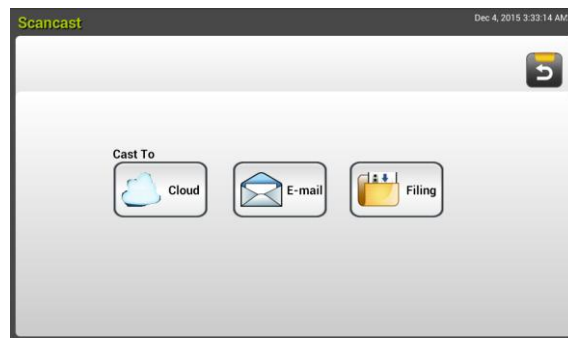 Scancast
Dec 4, 2015 3:33:14 AM
Cast To
Cloud
E-mail
Filing